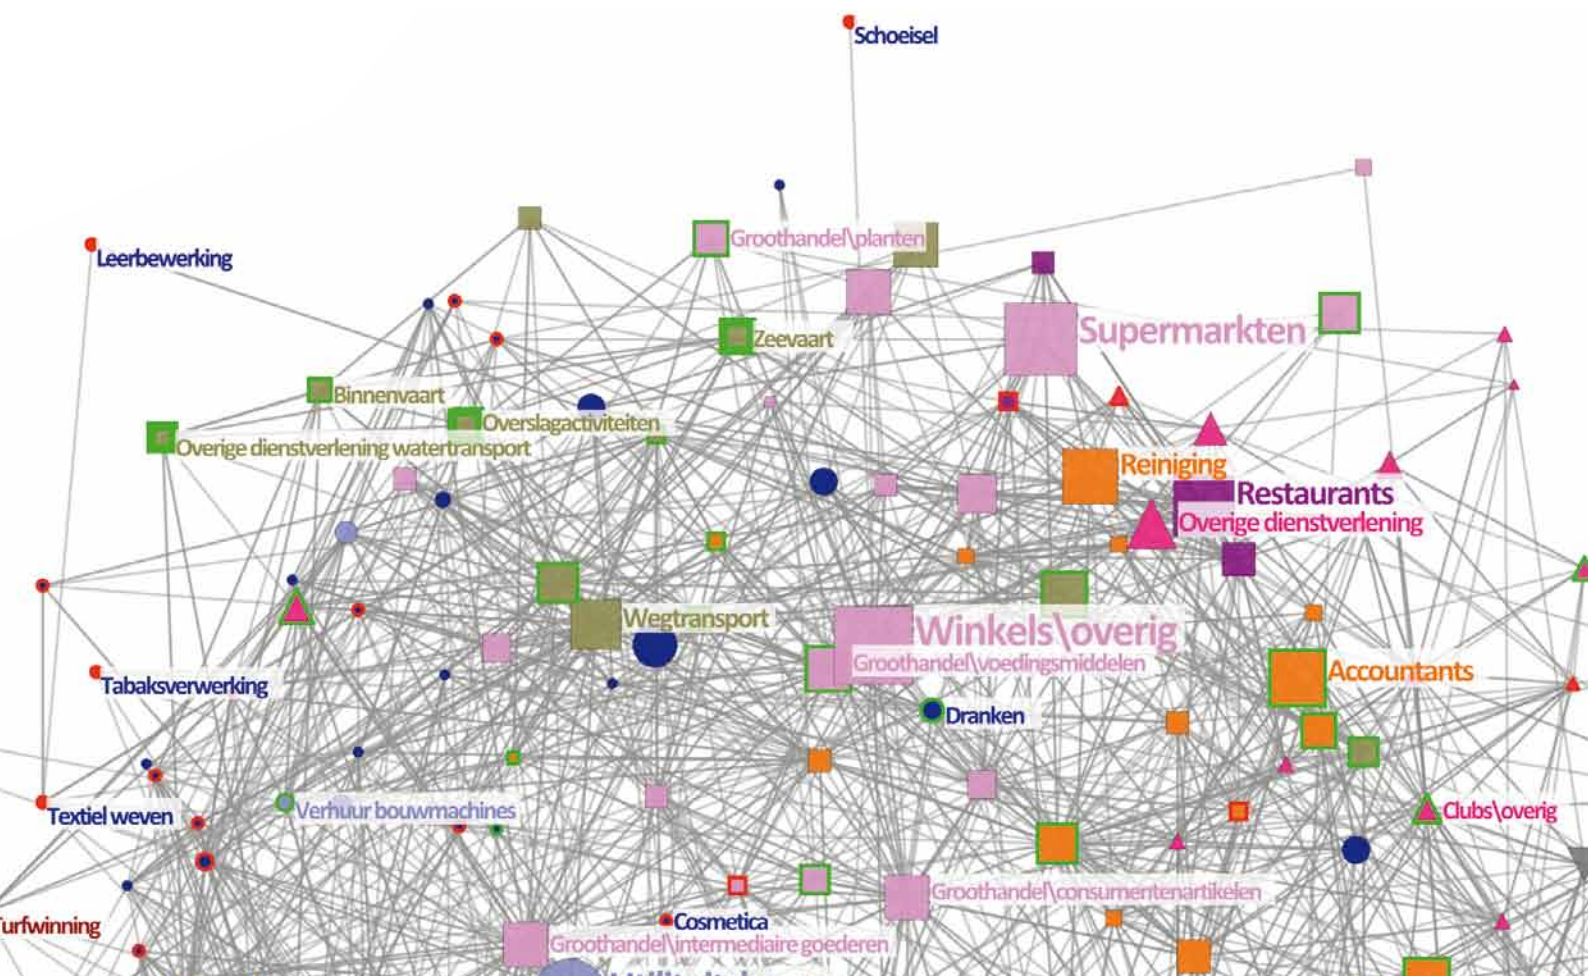 Schoeisel
Groothandel\planten
Leerbewerking
Supermarkten
Zeevaart
Binnenvaart
Overslagactiviteiten
Overige dienstverlening watertransport
Reiniging
Restaurants
Overige dienstverlening
Wegtransport
Winkels\overig
Groothandel\voedingsmiddelen
Accountants
Tabaksverwerking
Dranken
Textiel weven
Verhuur bouwmachines
Clubs\overig
Groothandel\consumentenartikelen
urfwinning
Cosmetica
Groothandel\intermediaire goederen